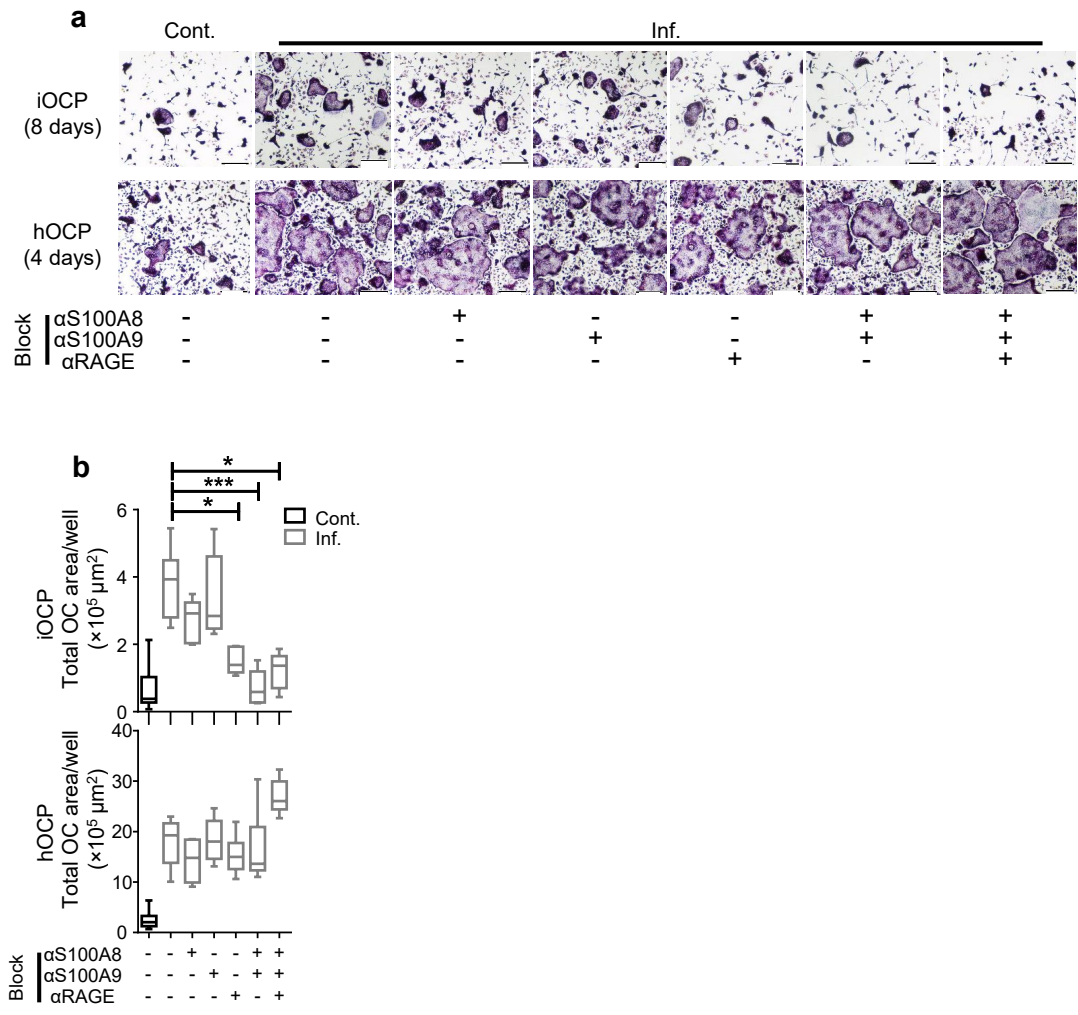 a
Cont. Inf.
iOCP
(8 days)
hOCP
(4 days)
Block
αS100A8 - - + - - + +
αS100A9 - - - + - + +
αRAGE - - - - + - +
b
*
***
*
Cont.
Inf.
iOCP
Total OC area/well
(×10⁵ μm²)
6
4
2
0
hOCP
Total OC area/well
(×10⁵ μm²)
40
30
20
10
0
Block
αS100A8 - - + - - + +
αS100A9 - - - + - + +
αRAGE - - - - + - +